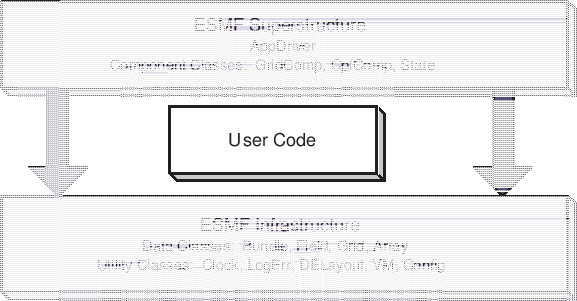 ESMF Superstructure
AppDriver
Component Classes: GridComp, CplComp, State
User Code
ESMF Infrastructure
Data Classes: Bundle, Field, Grid, Array
Utility Classes: Clock, LogErr, DELayout, VM, Config